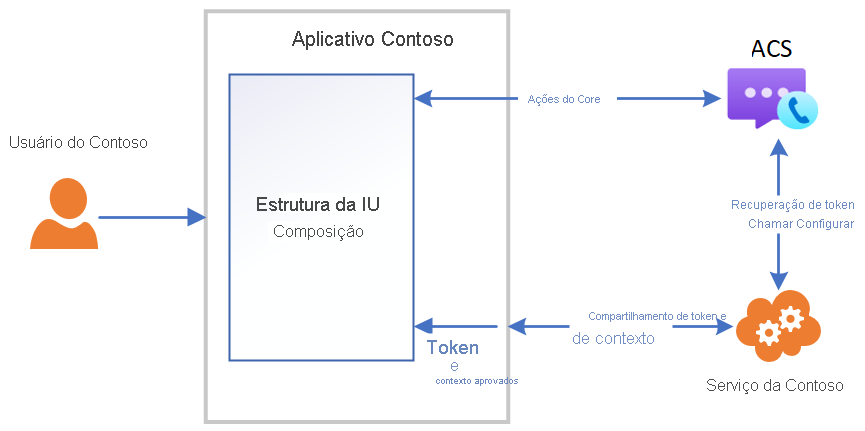 Aplicativo Contoso
ACS
Ações do Core
Usuário do Contoso
Estrutura da IU
Composição
Recuperação de token
Chamar Configurar
Compartilhamento de token e
de contexto
Token
e
contexto aprovados
Serviço da Contoso